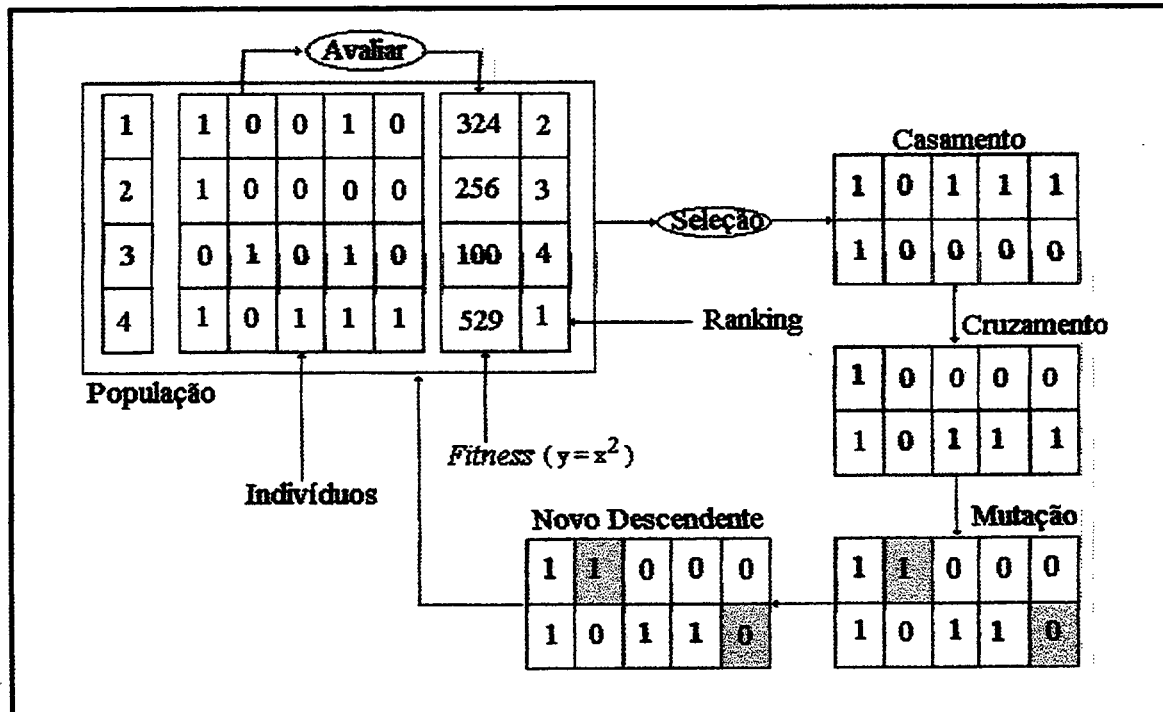 Avaliar
1 1 0 0 1 0 324 2
2 1 0 0 0 0 256 3
3 0 1 0 1 0 100 4
4 1 0 1 1 1 529 1
População
Indivíduos
Fitness (y=x²)
Ranking
Seleção
Casamento
1 0 1 1 1
1 0 0 0 0
Cruzamento
1 0 0 0 0
1 0 1 1 1
Mutação
1 1 0 0 0
1 0 1 1 0
Novo Descendente
1 1 0 0 0
1 0 1 1 0